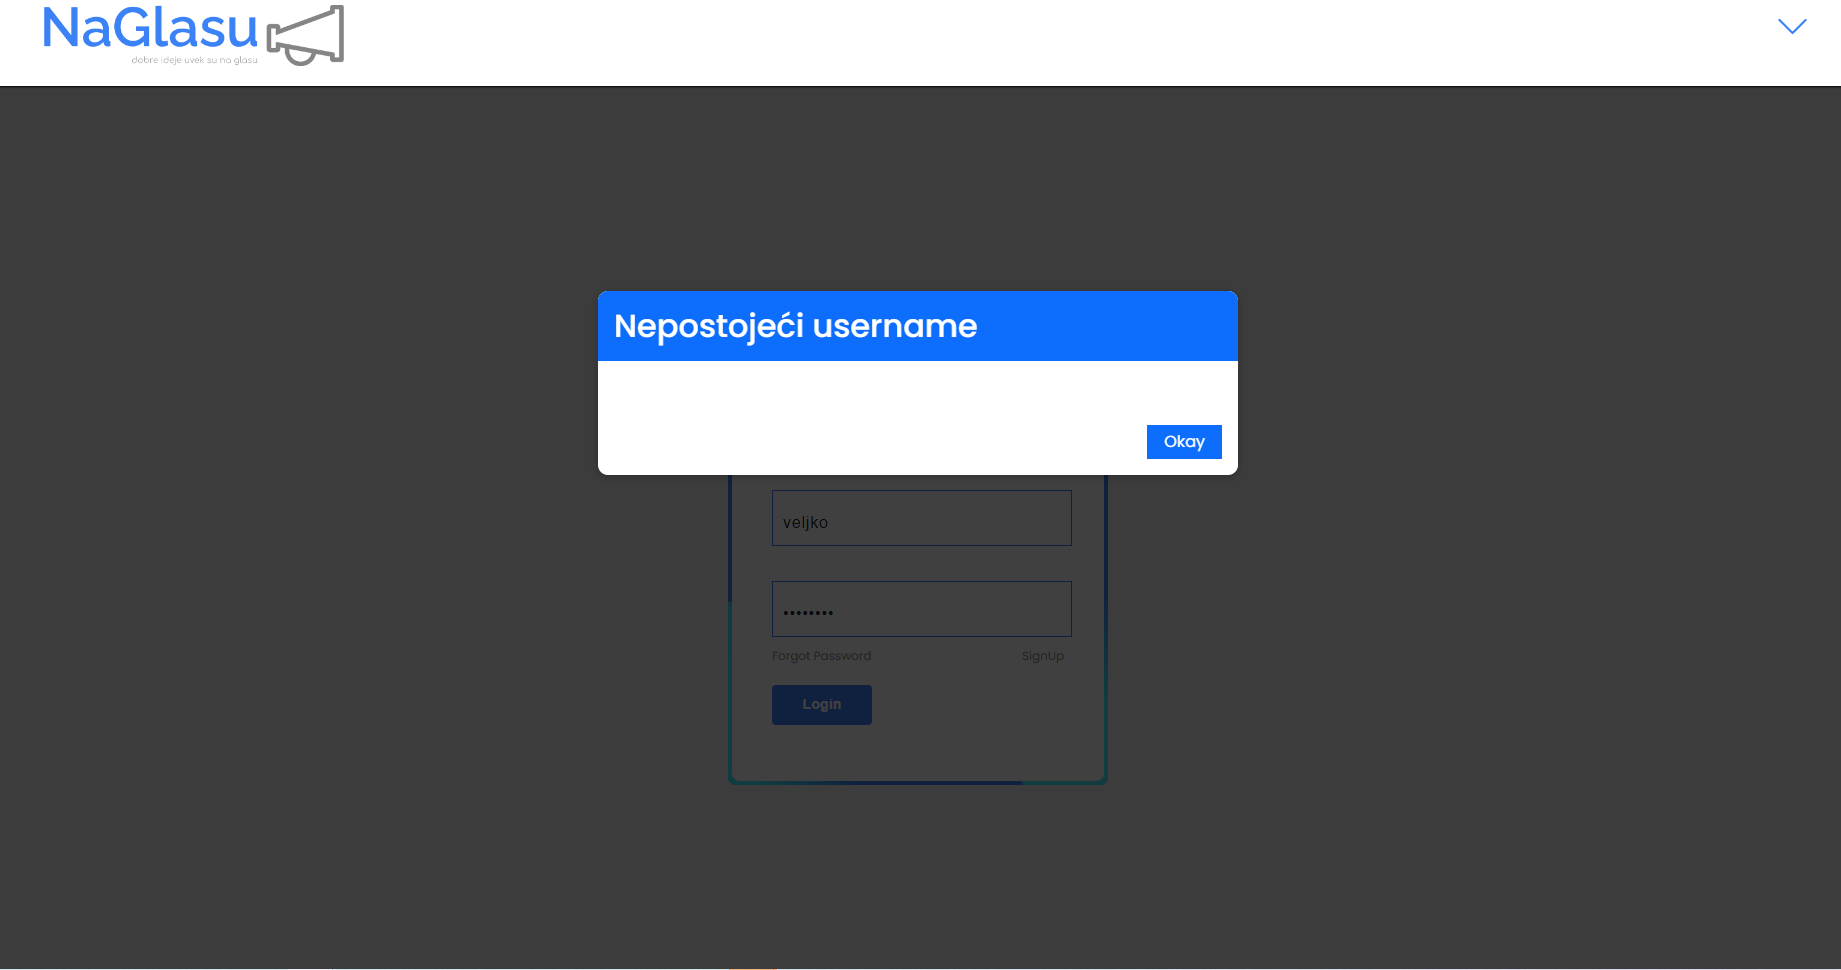 NaGlasu
dobre ideje uvek su na glasu
Nepostojeći username
Okay
veljko
••••••••
Forgot Password
SignUp
Login